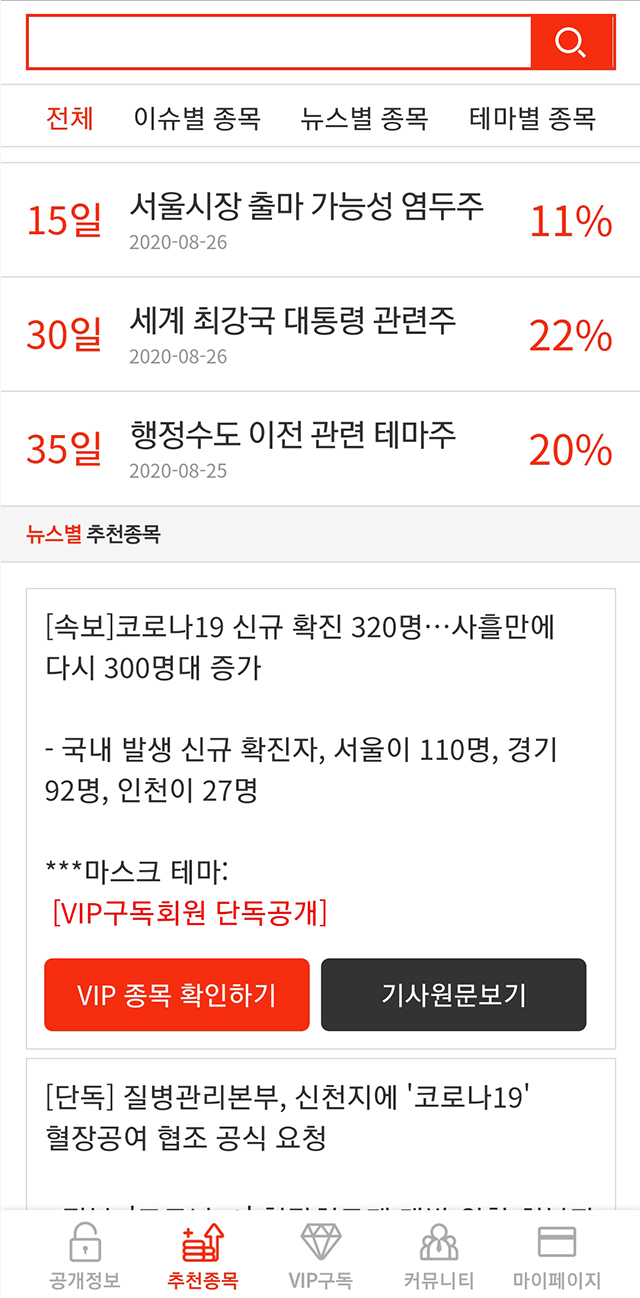 전체 이슈별 종목 뉴스별 종목 테마별 종목
15일 서울시장 출마 가능성 염두주 11%
2020-08-26
30일 세계 최강국 대통령 관련주 22%
2020-08-26
35일 행정수도 이전 관련 테마주 20%
2020-08-25
뉴스별 추천종목
[속보]코로나19 신규 확진 320명…사흘만에
다시 300명대 증가
- 국내 발생 신규 확진자, 서울이 110명, 경기
92명, 인천이 27명
***마스크 테마:
[VIP구독회원 단독공개]
VIP 종목 확인하기 기사원문보기
[단독] 질병관리본부, 신천지에 '코로나19'
혈장공여 협조 공식 요청
공개정보 추천종목 VIP구독 커뮤니티 마이페이지